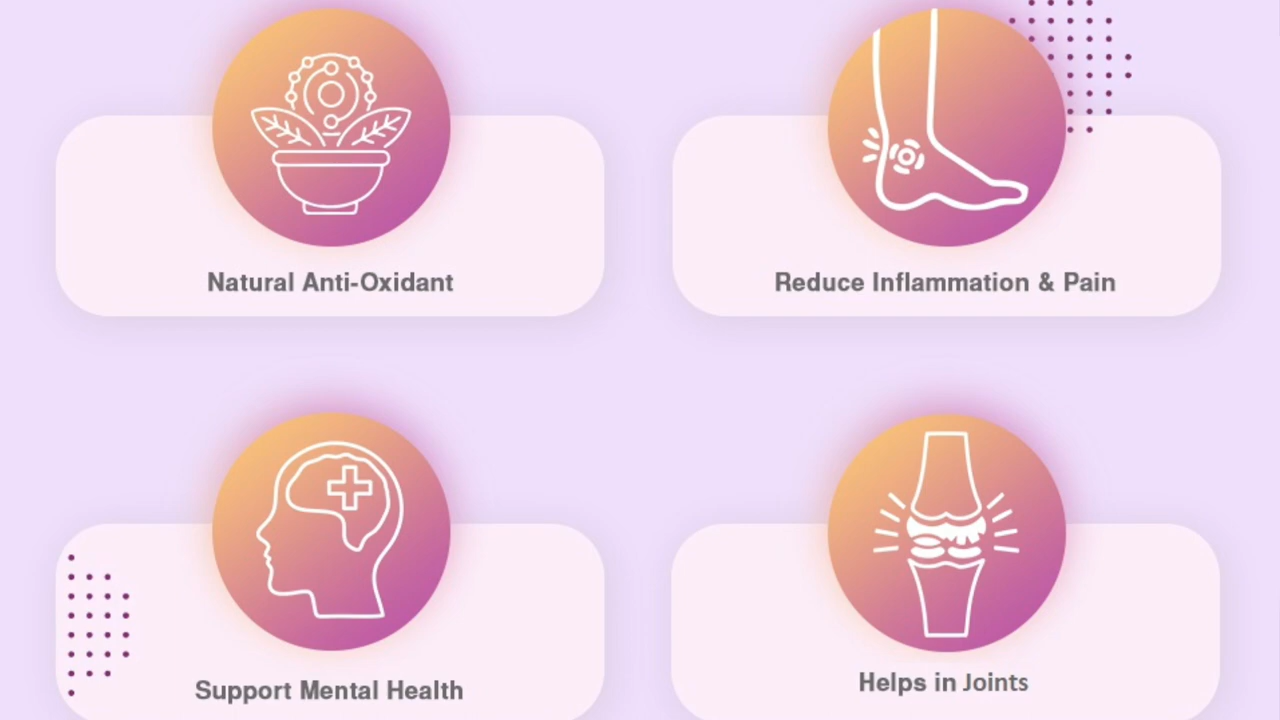 Natural Anti-Oxidant
Reduce Inflammation & Pain
Support Mental Health
Helps in Joints